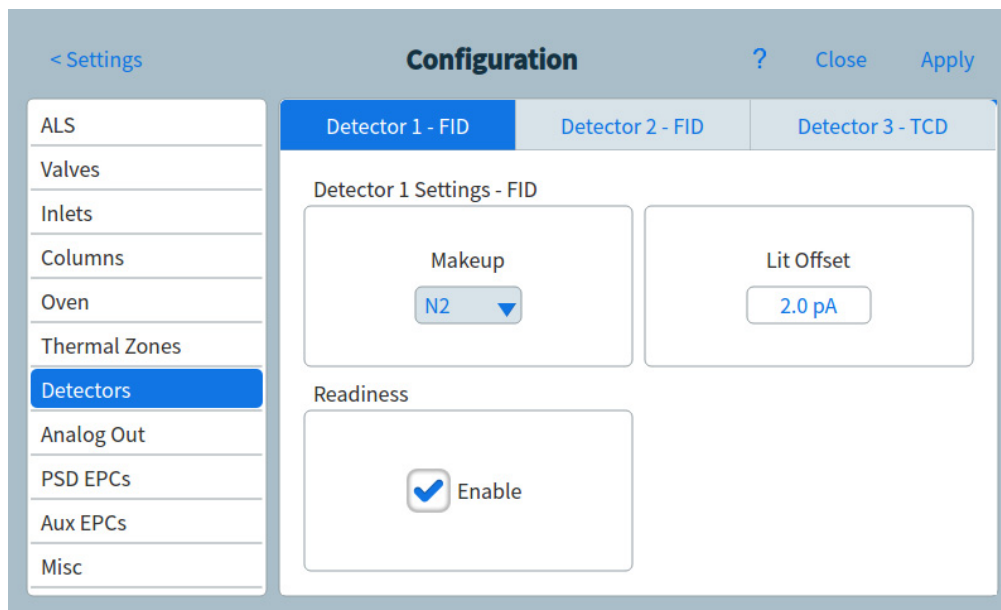 < Settings
Configuration
?
Close
Apply
ALS
Valves
Inlets
Columns
Oven
Thermal Zones
Detectors
Analog Out
PSD EPCs
Aux EPCs
Misc
Detector 1 - FID
Detector 2 - FID
Detector 3 - TCD
Detector 1 Settings - FID
Makeup
N2
Lit Offset
2.0 pA
Readiness
Enable